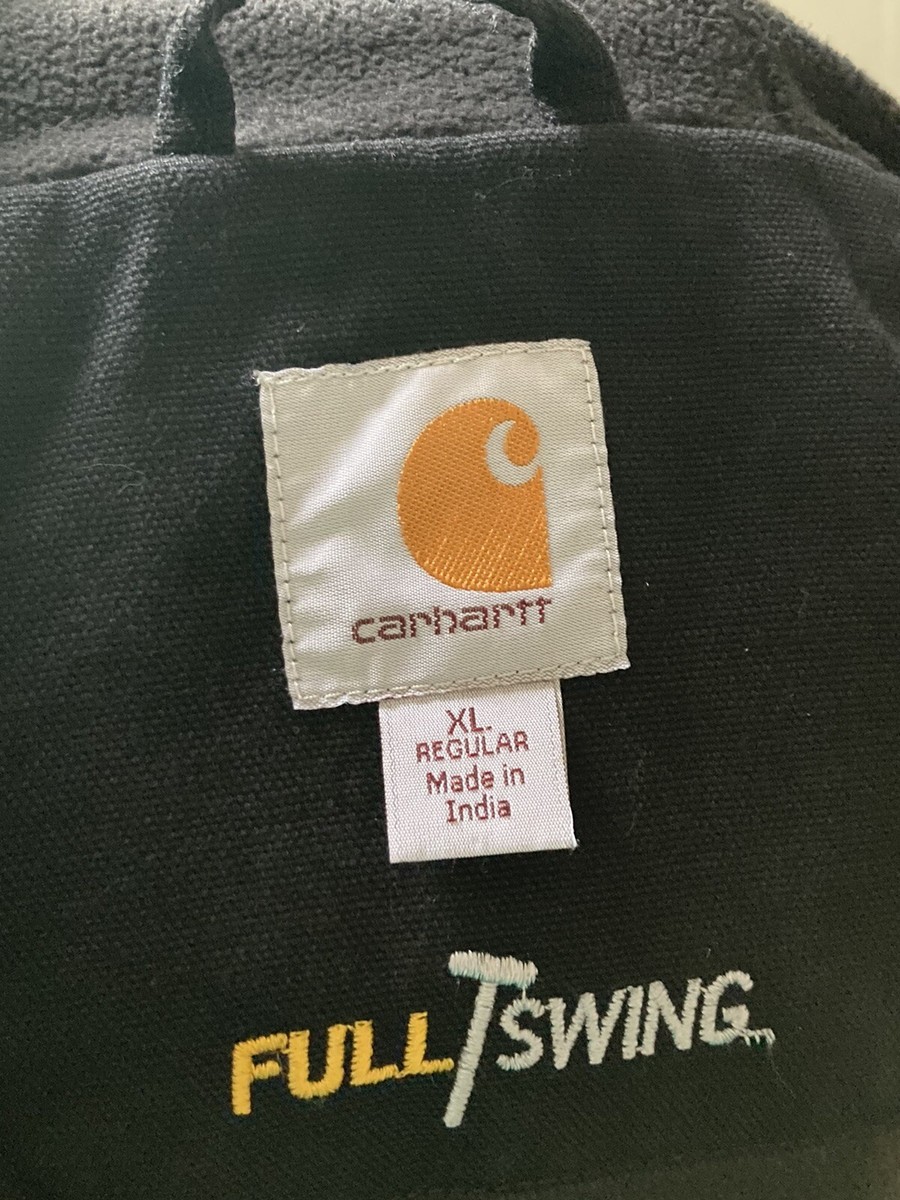 carhartt
XL
REGULAR
Made in
India
FULL SWING